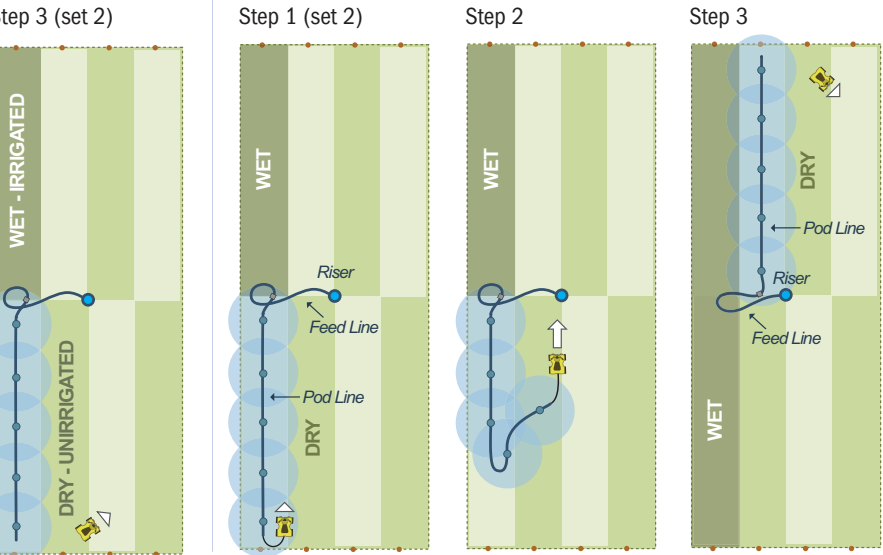 Step 3 (set 2)
Step 1 (set 2)
Step 2
Step 3
WET - IRRIGATED
DRY - UNIRRIGATED
WET
Riser
Feed Line
Pod Line
DRY
WET
DRY
Pod Line
Riser
Feed Line
WET